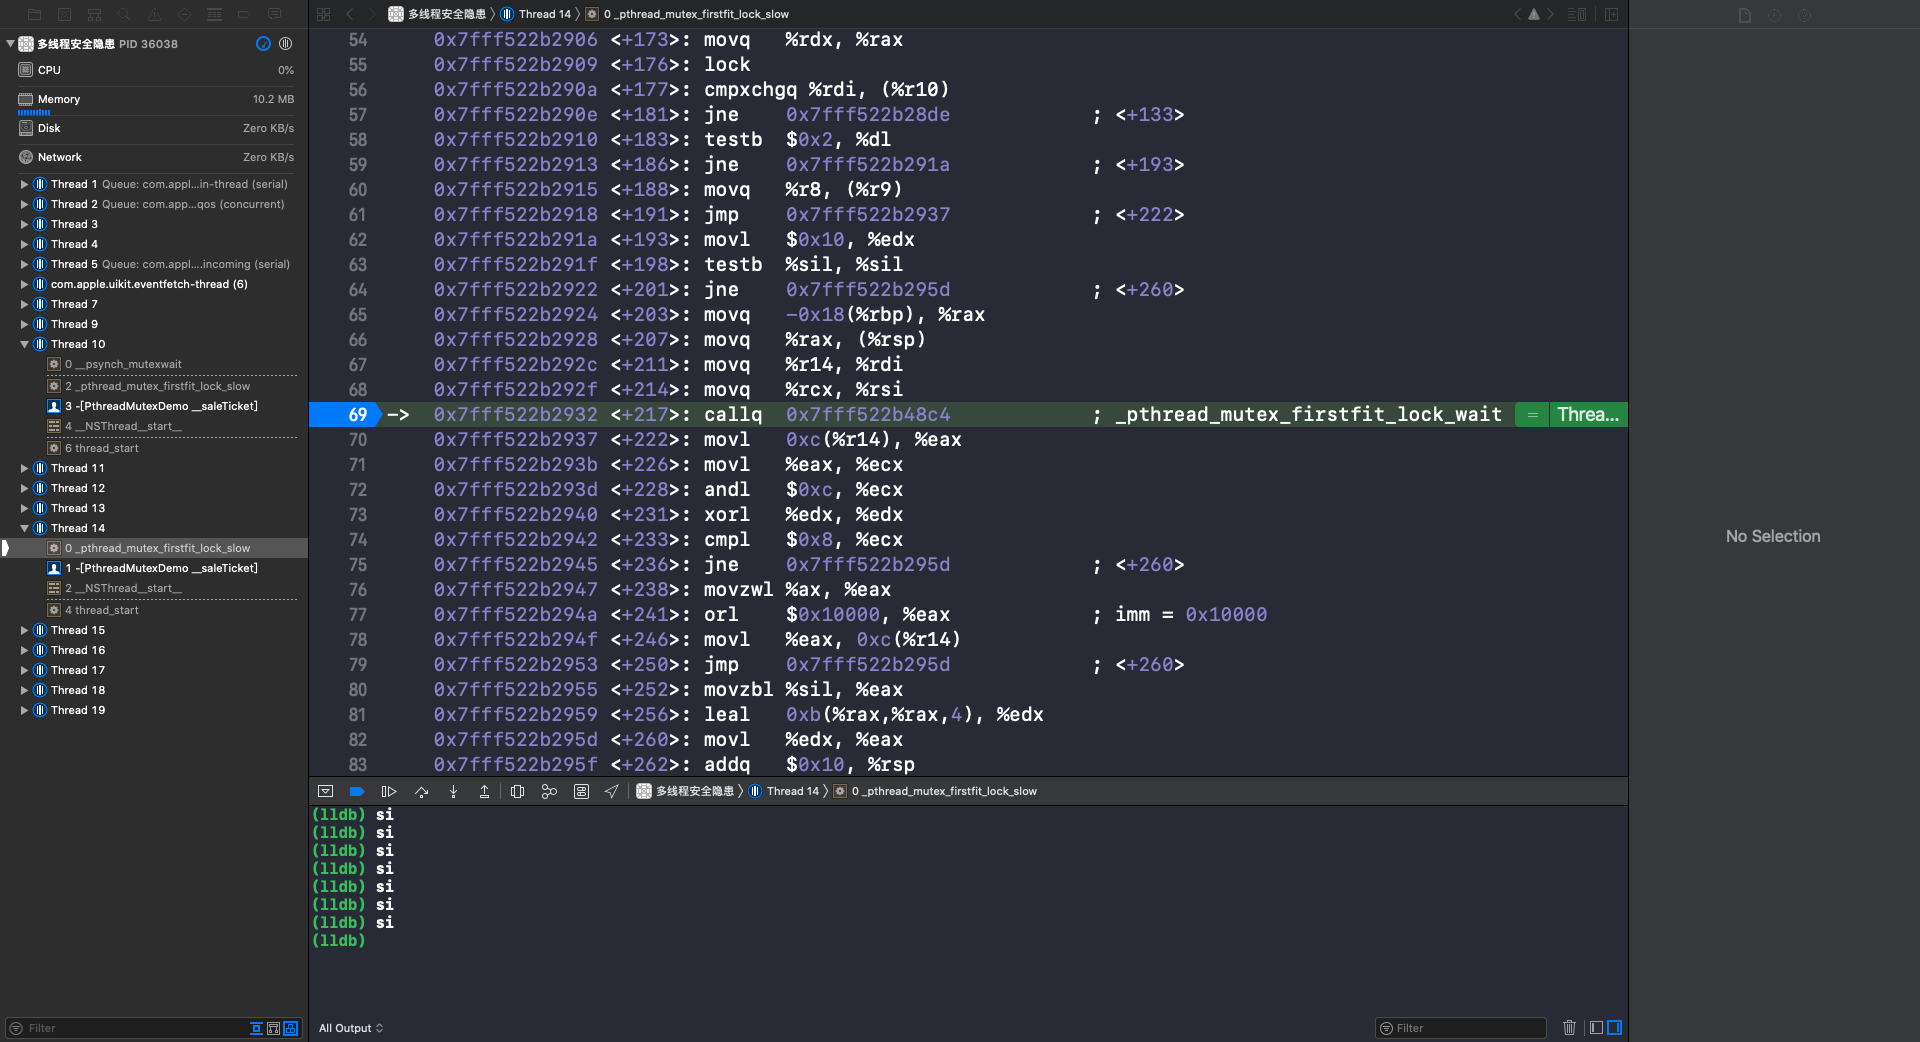 多线程安全隐患 PID 36038
CPU 0%
Memory 10.2 MB
Disk Zero KB/s
Network Zero KB/s
Thread 1 Queue: com.appl...in-thread (serial)
Thread 2 Queue: com.app...qos (concurrent)
Thread 3
Thread 4
Thread 5 Queue: com.appl....incoming (serial)
com.apple.uikit.eventfetch-thread (6)
Thread 7
Thread 9
Thread 10
0 __psynch_mutexwait
2 _pthread_mutex_firstfit_lock_slow
3 -[PthreadMutexDemo __saleTicket]
4 __NSThread__start__
6 thread_start
Thread 11
Thread 12
Thread 13
Thread 14
0 _pthread_mutex_firstfit_lock_slow
1 -[PthreadMutexDemo __saleTicket]
2 __NSThread__start__
4 thread_start
Thread 15
Thread 16
Thread 17
Thread 18
Thread 19
Filter
多线程安全隐患 〉 Thread 14 〉 0 _pthread_mutex_firstfit_lock_slow
54 0x7fff522b2906 <+173>: movq %rdx, %rax
55 0x7fff522b2909 <+176>: lock
56 0x7fff522b290a <+177>: cmpxchgq %rdi, (%r10)
57 0x7fff522b290e <+181>: jne 0x7fff522b28de ; <+133>
58 0x7fff522b2910 <+183>: testb $0x2, %dl
59 0x7fff522b2913 <+186>: jne 0x7fff522b291a ; <+193>
60 0x7fff522b2915 <+188>: movq %r8, (%r9)
61 0x7fff522b2918 <+191>: jmp 0x7fff522b2937 ; <+222>
62 0x7fff522b291a <+193>: movl $0x10, %edx
63 0x7fff522b291f <+198>: testb %sil, %sil
64 0x7fff522b2922 <+201>: jne 0x7fff522b295d ; <+260>
65 0x7fff522b2924 <+203>: movq -0x18(%rbp), %rax
66 0x7fff522b2928 <+207>: movq %rax, (%rsp)
67 0x7fff522b292c <+211>: movq %r14, %rdi
68 0x7fff522b292f <+214>: movq %rcx, %rsi
69 -> 0x7fff522b2932 <+217>: callq 0x7fff522b48c4 ; _pthread_mutex_firstfit_lock_wait = Threa...
70 0x7fff522b2937 <+222>: movl 0xc(%r14), %eax
71 0x7fff522b293b <+226>: movl %eax, %ecx
72 0x7fff522b293d <+228>: andl $0xc, %ecx
73 0x7fff522b2940 <+231>: xorl %edx, %edx
74 0x7fff522b2942 <+233>: cmpl $0x8, %ecx
75 0x7fff522b2945 <+236>: jne 0x7fff522b295d ; <+260>
76 0x7fff522b2947 <+238>: movzwl %ax, %eax
77 0x7fff522b294a <+241>: orl $0x10000, %eax ; imm = 0x10000
78 0x7fff522b294f <+246>: movl %eax, 0xc(%r14)
79 0x7fff522b2953 <+250>: jmp 0x7fff522b295d ; <+260>
80 0x7fff522b2955 <+252>: movzbl %sil, %eax
81 0x7fff522b2959 <+256>: leal 0xb(%rax,%rax,4), %edx
82 0x7fff522b295d <+260>: movl %edx, %eax
83 0x7fff522b295f <+262>: addq $0x10, %rsp
多线程安全隐患 〉 Thread 14 〉 0 _pthread_mutex_firstfit_lock_slow
(lldb) si
(lldb) si
(lldb) si
(lldb) si
(lldb) si
(lldb) si
(lldb) si
(lldb)
All Output
Filter
No Selection